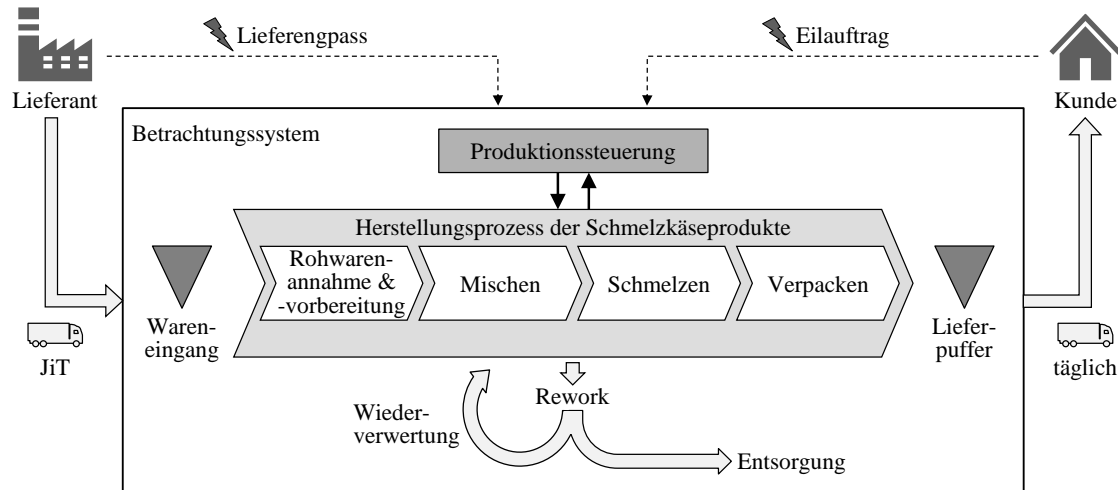 Lieferengpass
Eilauftrag
Lieferant
Kunde
Betrachtungssystem
Produktionssteuerung
Herstellungsprozess der Schmelzkäseprodukte
Rohwaren-
annahme &
-vorbereitung
Mischen
Schmelzen
Verpacken
Waren-
eingang
Liefer-
puffer
JiT
täglich
Rework
Wieder-
verwertung
Entsorgung